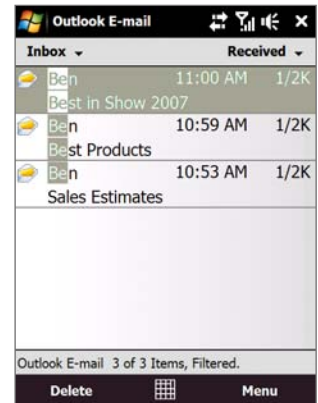 Outlook E-mail
Inbox Received
Ben 11:00 AM 1/2K
Best in Show 2007
Ben 10:59 AM 1/2K
Best Products
Ben 10:53 AM 1/2K
Sales Estimates
Outlook E-mail 3 of 3 Items, Filtered.
Delete Menu